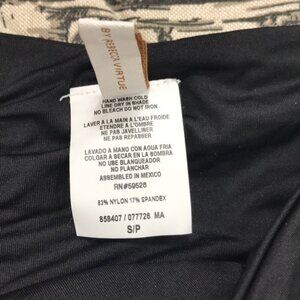 BY REBECCA VIRTUE
HAND WASH COLD
LINE DRY IN SHADE
NO BLEACH DO NOT IRON
LAVER A LA MAIN A L'EAU FROIDE
ETENDRE A L'OMBRE
NE PAS JAVELLINER
NE PAS REPASSER
LAVADO A MANO CON AGUA FRIA
COLGAR A SECAR EN LA SOMBRA
NO USE BLANQUEADOR
NO PLANCHAR
ASSEMBLED IN MEXICO
RN#59526
83% NYLON 17% SPANDEX
858407 / 077726 MA
S/P